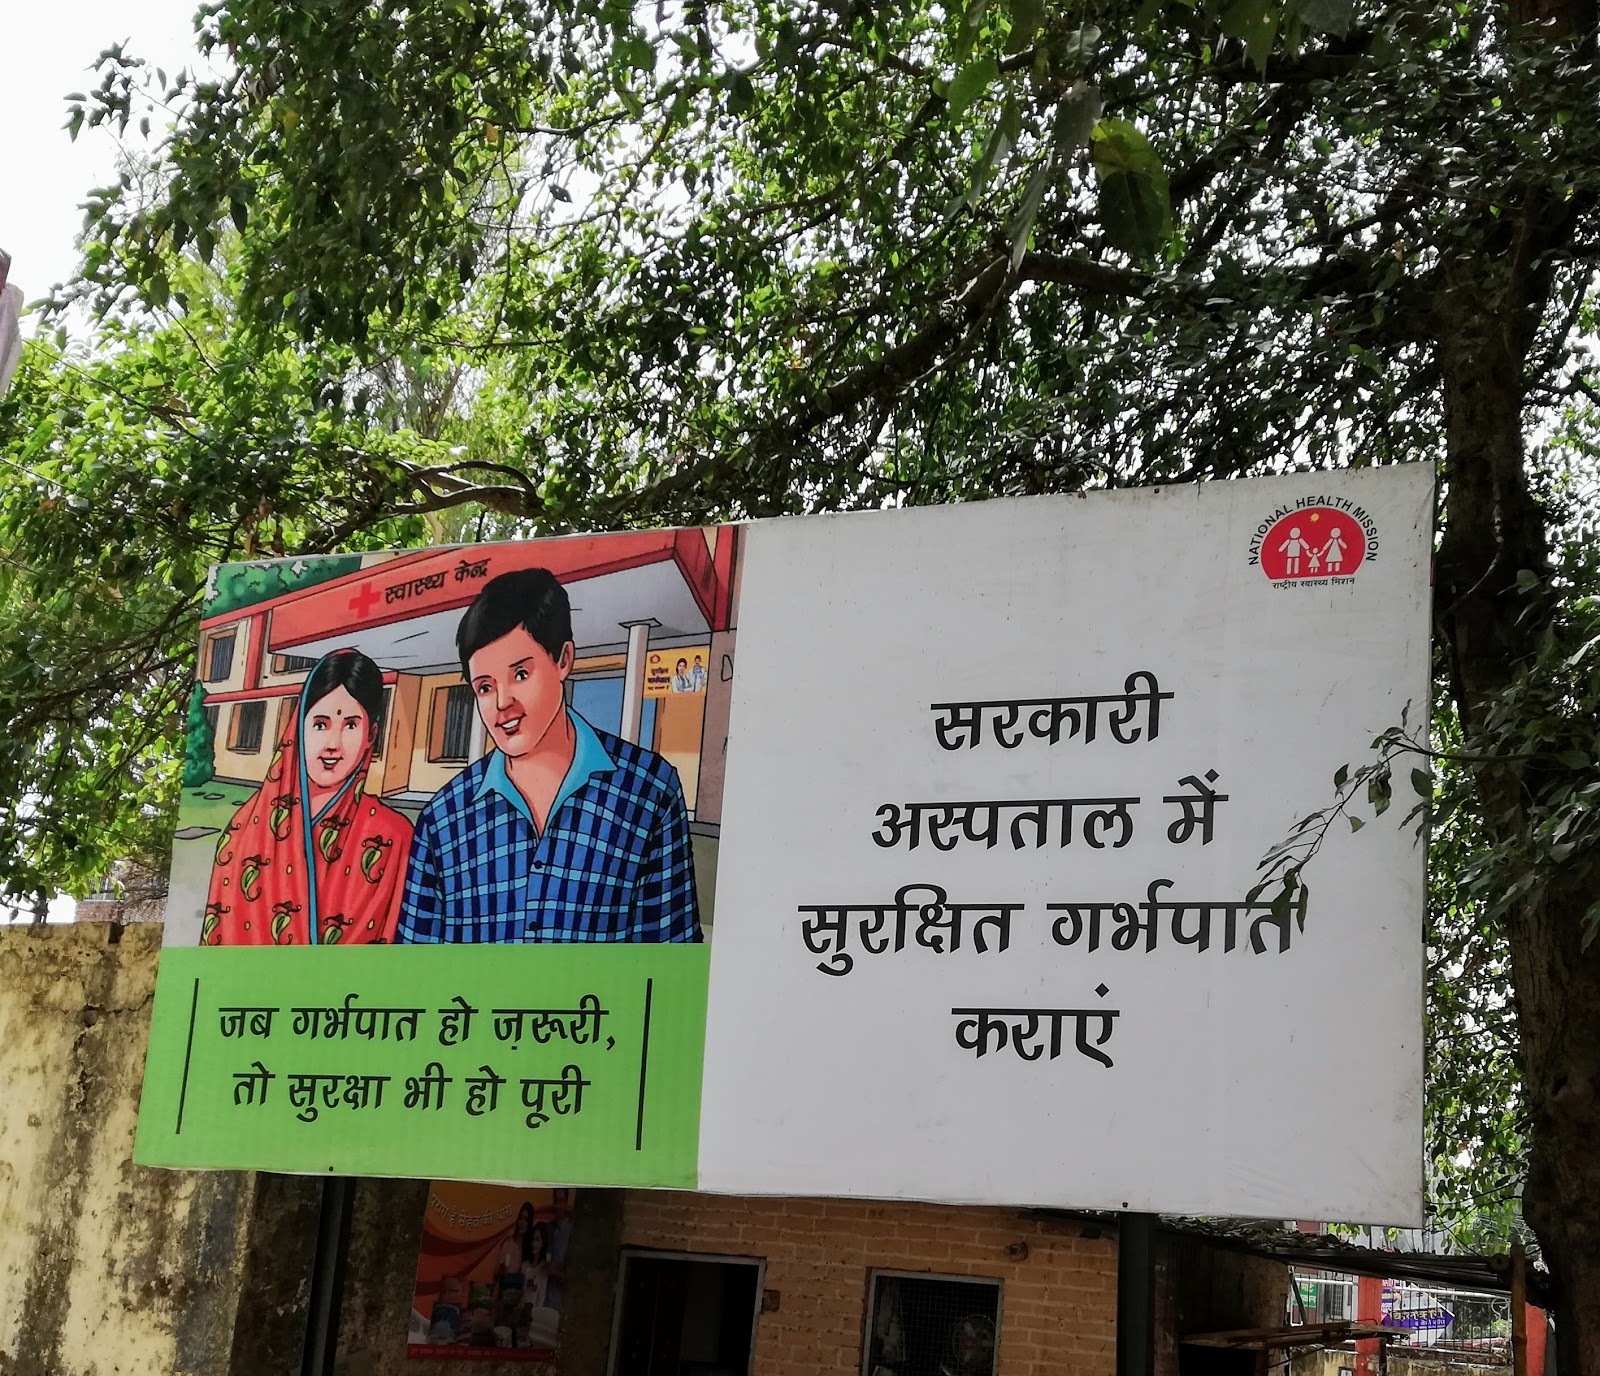 NATIONAL HEALTH MISSION
राष्ट्रीय स्वास्थ्य मिशन
स्वास्थ्य केन्द्र
सरकारी
अस्पताल में
सुरक्षित गर्भपात
कराएं
जब गर्भपात हो ज़रूरी,
तो सुरक्षा भी हो पूरी